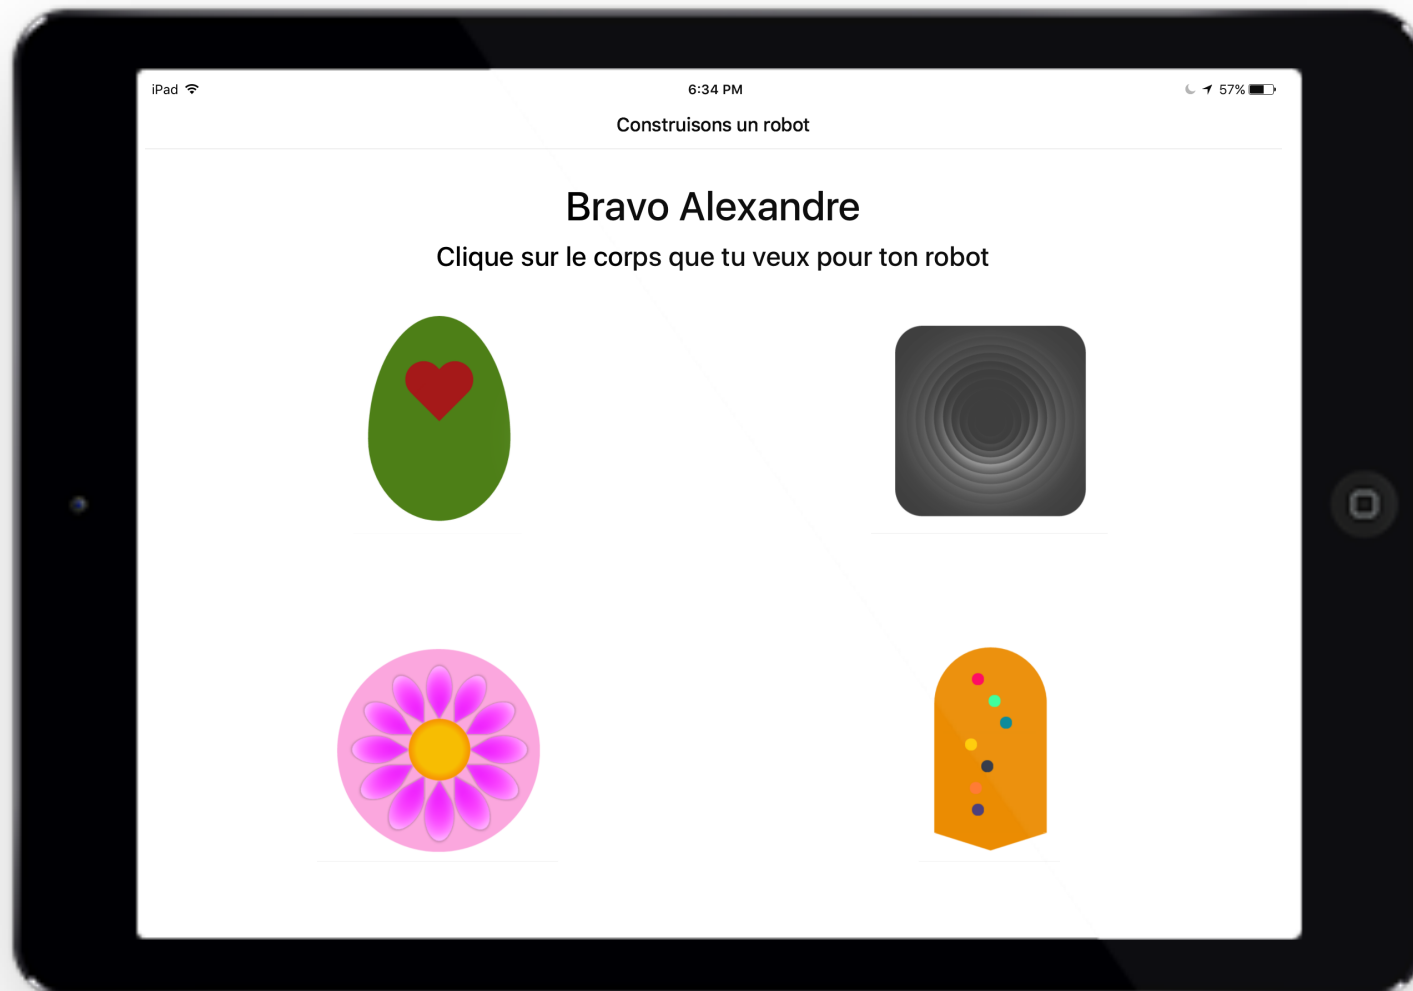 iPad
6:34 PM
57%
Construisons un robot
Bravo Alexandre
Clique sur le corps que tu veux pour ton robot